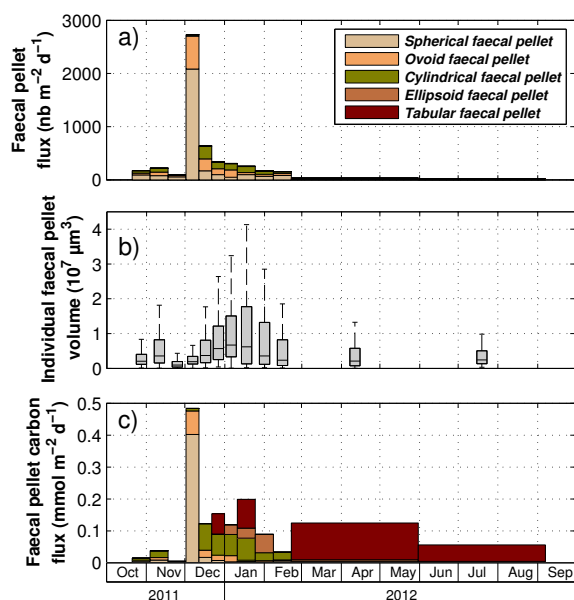 a)
Faecal pellet
flux (nb m⁻² d⁻¹)
3000
2000
1000
0
Spherical faecal pellet
Ovoid faecal pellet
Cylindrical faecal pellet
Ellipsoid faecal pellet
Tabular faecal pellet
b)
Individual faecal pellet
volume (10⁷ µm³)
4
3
2
1
0
c)
Faecal pellet carbon
flux (mmol m⁻² d⁻¹)
0.5
0.4
0.3
0.2
0.1
0
Oct Nov Dec Jan Feb Mar Apr May Jun Jul Aug Sep
2011 2012